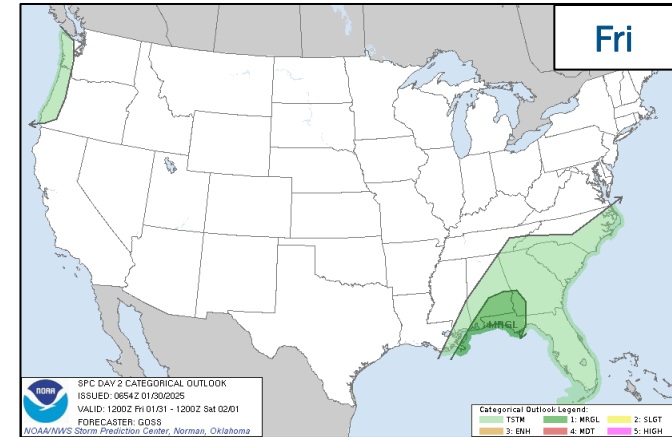 Fri
MRGL
NOAA
SPC DAY 2 CATEGORICAL OUTLOOK
ISSUED: 0654Z 01/30/2025
VALID: 1200Z Fri 01/31 - 1200Z Sat 02/01
FORECASTER: GOSS
NOAA/NWS Storm Prediction Center, Norman, Oklahoma
Categorical Outlook Legend:
TSTM 1: MRGL 2: SLGT
3: ENH 4: MDT 5: HIGH